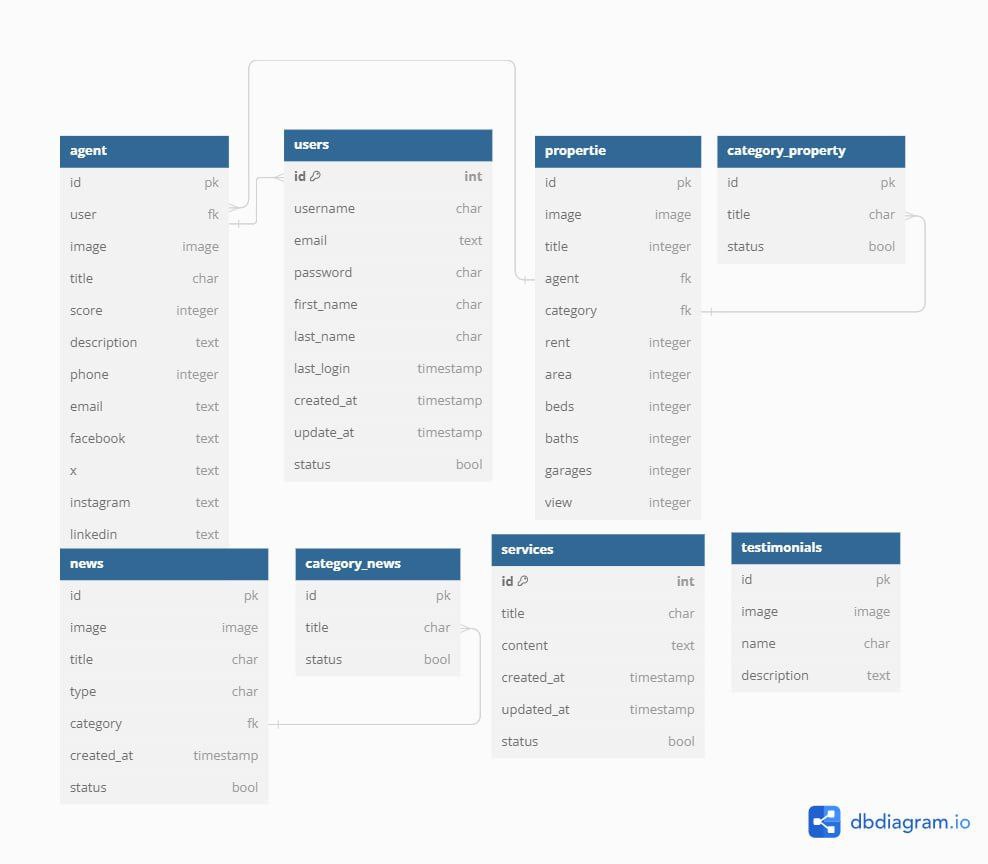 agent
id pk
user fk
image image
title char
score integer
description text
phone integer
email text
facebook text
x text
instagram text
linkedin text
users
id int
username char
email text
password char
first_name char
last_name char
last_login timestamp
created_at timestamp
update_at timestamp
status bool
propertie
id pk
image image
title integer
agent fk
category fk
rent integer
area integer
beds integer
baths integer
garages integer
view integer
category_property
id pk
title char
status bool
news
id pk
image image
title char
type char
category fk
created_at timestamp
status bool
category_news
id pk
title char
status bool
services
id int
title char
content text
created_at timestamp
updated_at timestamp
status bool
testimonials
id pk
image image
name char
description text
dbdiagram.io